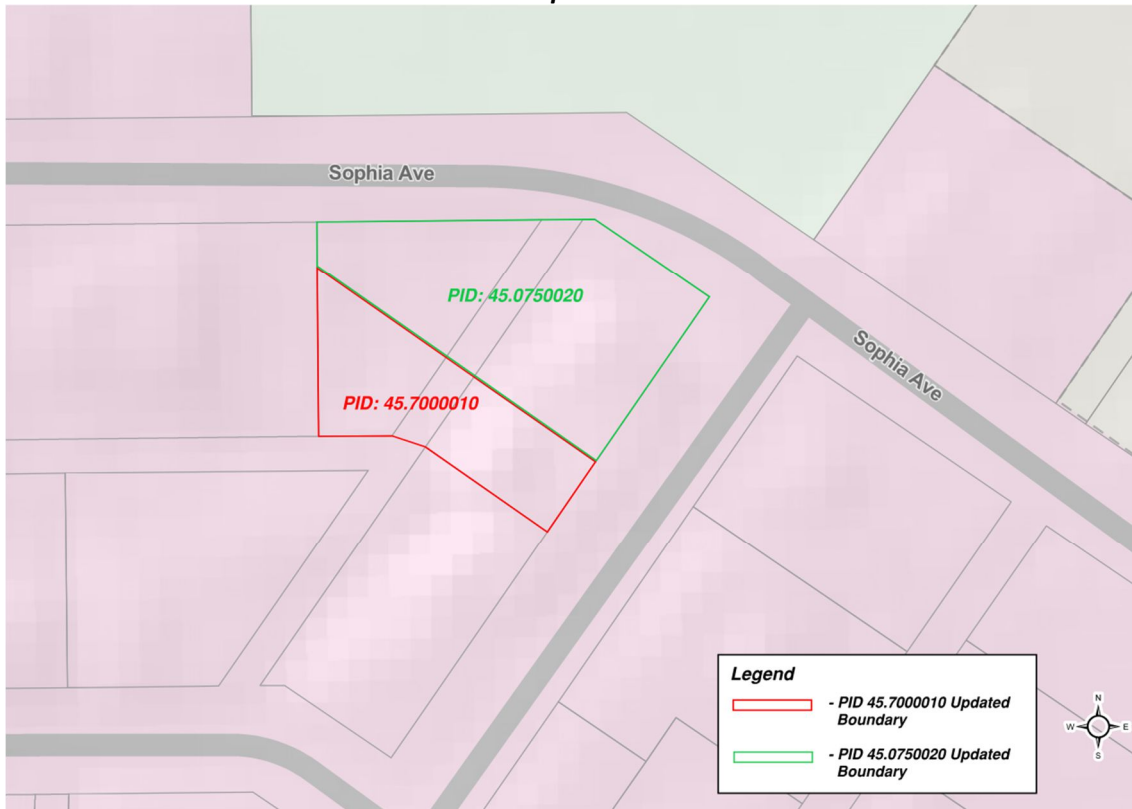 Sophia Ave
PID: 45.0750020
Sophia Ave
PID: 45.7000010
Legend
- PID 45.7000010 Updated
Boundary
- PID 45.0750020 Updated
Boundary
N
W E
S